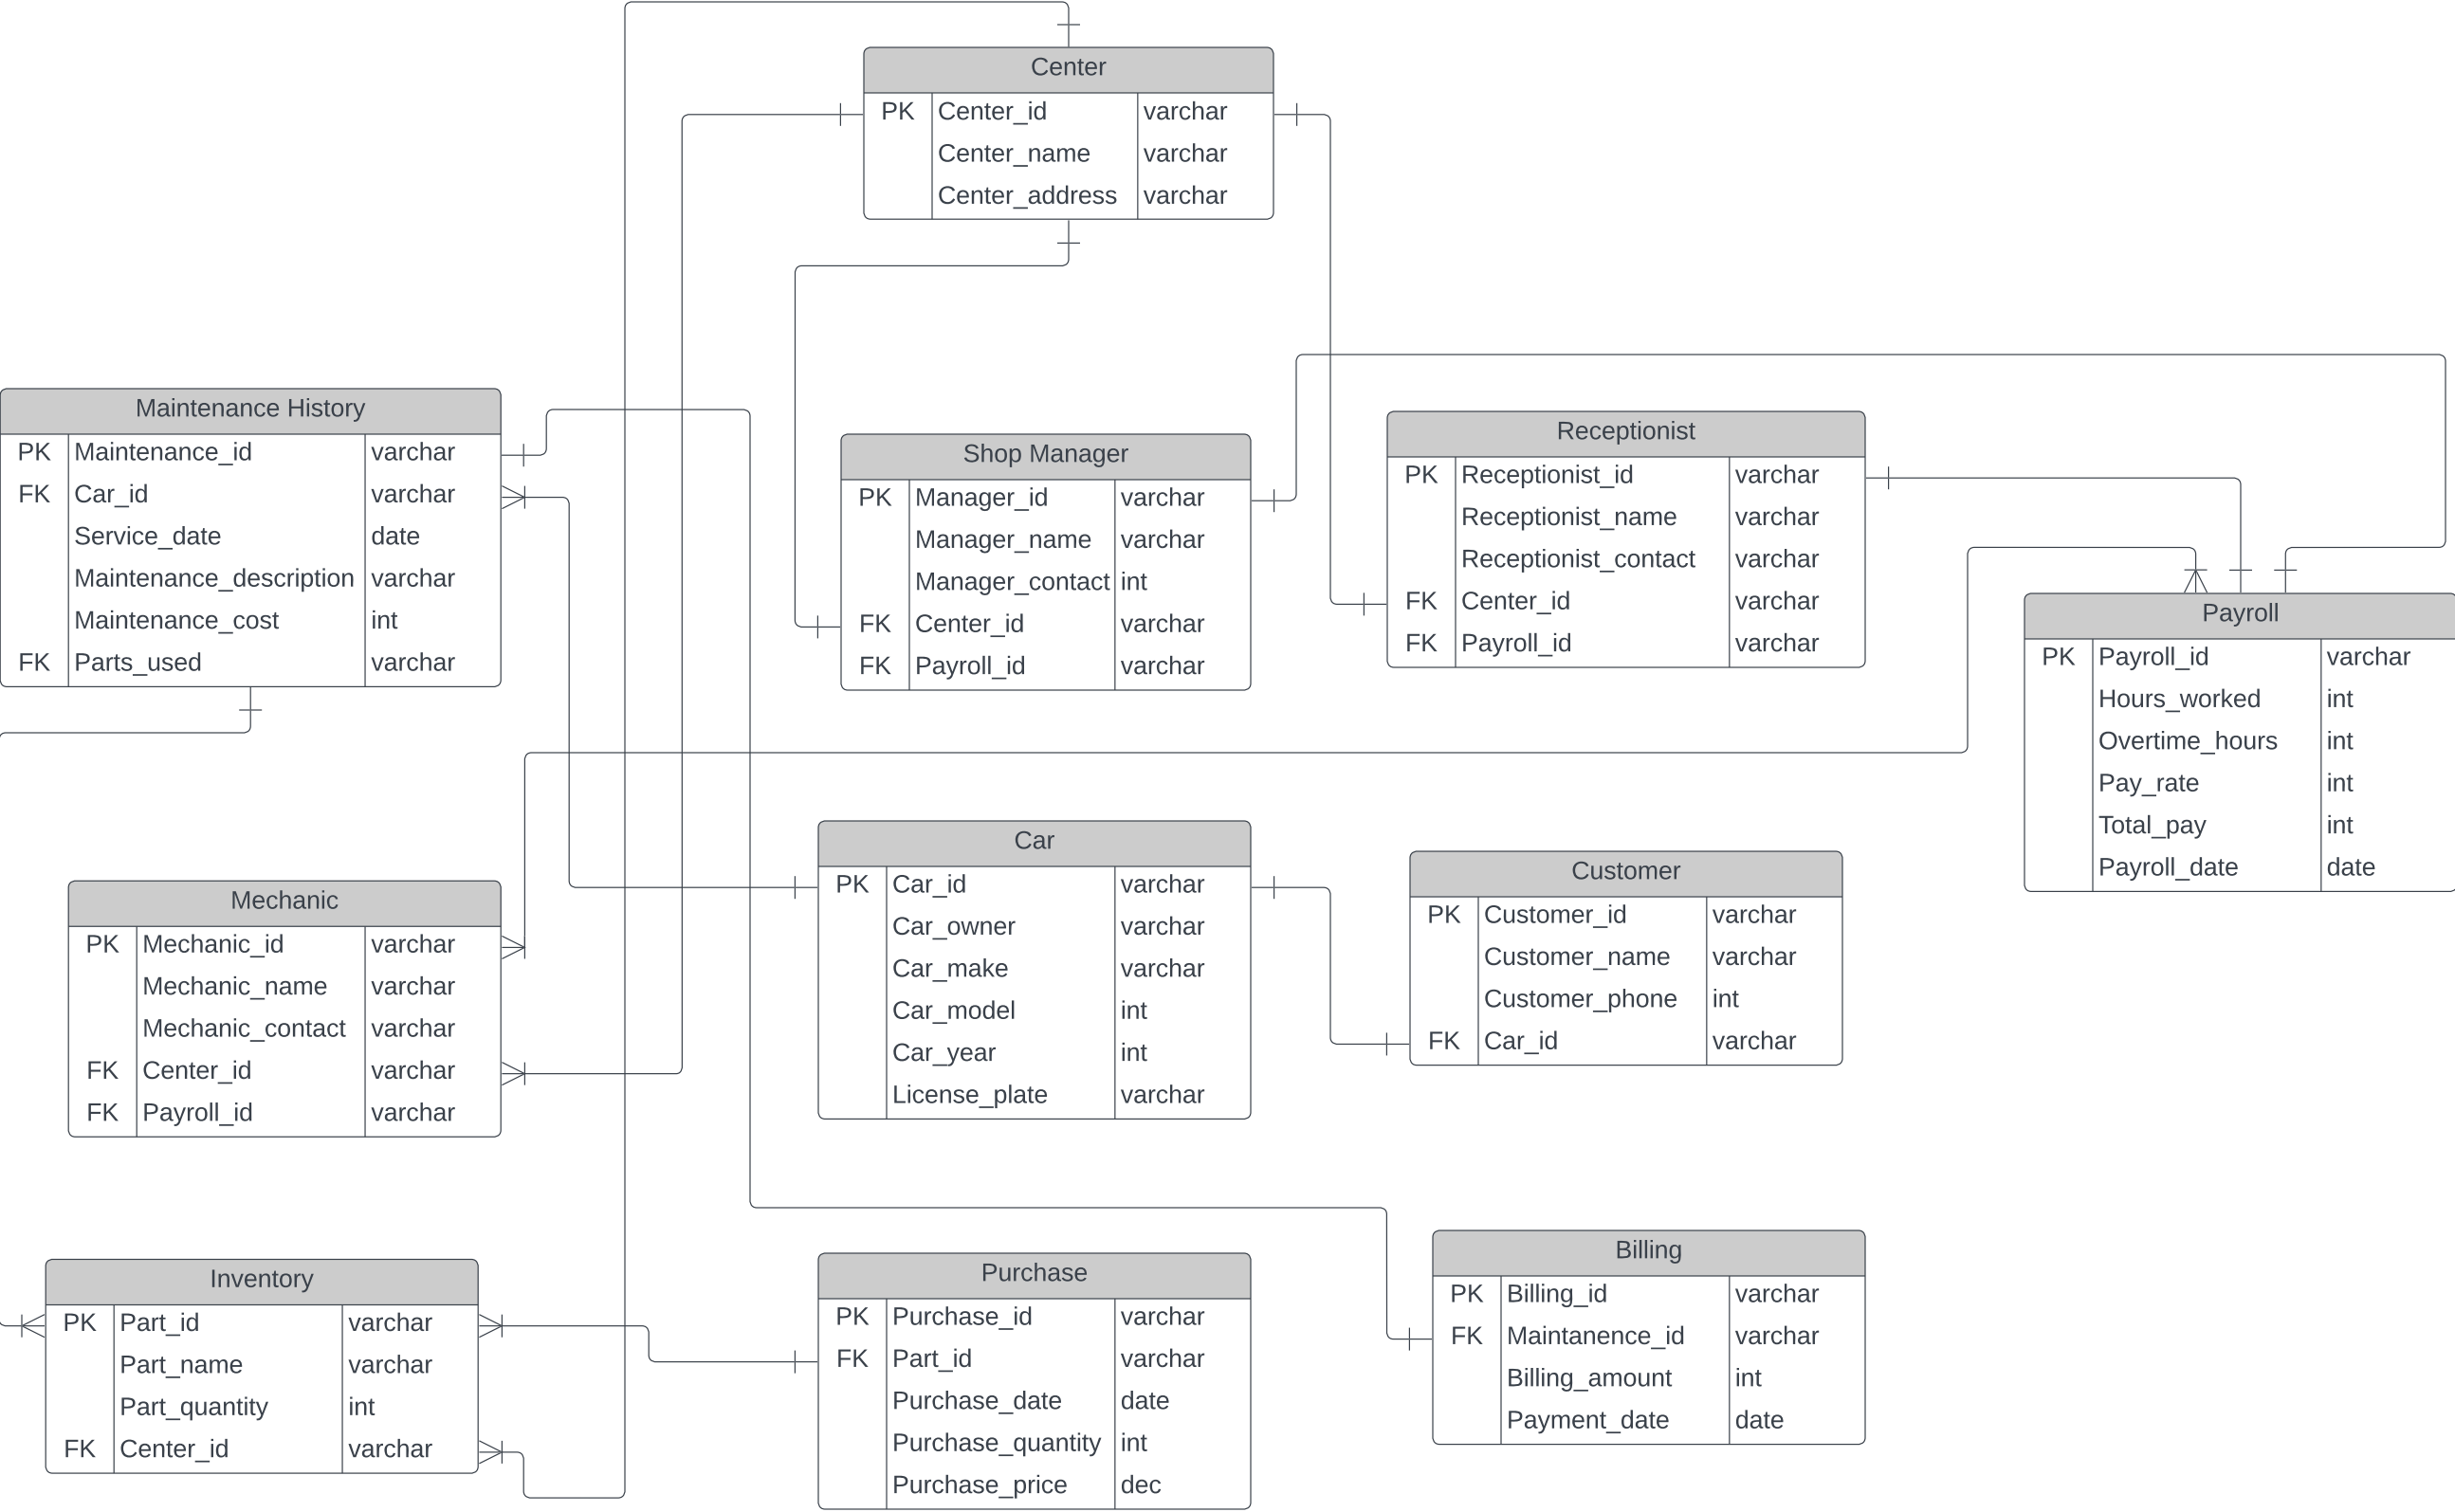 Center
PK Center_id varchar
Center_name varchar
Center_address varchar
Maintenance History
PK Maintenance_id varchar
FK Car_id varchar
Service_date date
Maintenance_description varchar
Maintenance_cost int
FK Parts_used varchar
Shop Manager
PK Manager_id varchar
Manager_name varchar
Manager_contact int
FK Center_id varchar
FK Payroll_id varchar
Receptionist
PK Receptionist_id varchar
Receptionist_name varchar
Receptionist_contact varchar
FK Center_id varchar
FK Payroll_id varchar
Payroll
PK Payroll_id varchar
Hours_worked int
Overtime_hours int
Pay_rate int
Total_pay int
Payroll_date date
Mechanic
PK Mechanic_id varchar
Mechanic_name varchar
Mechanic_contact varchar
FK Center_id varchar
FK Payroll_id varchar
Car
PK Car_id varchar
Car_owner varchar
Car_make varchar
Car_model int
Car_year int
License_plate varchar
Customer
PK Customer_id varchar
Customer_name varchar
Customer_phone int
FK Car_id varchar
Inventory
PK Part_id varchar
Part_name varchar
Part_quantity int
FK Center_id varchar
Purchase
PK Purchase_id varchar
FK Part_id varchar
Purchase_date date
Purchase_quantity int
Purchase_price dec
Billing
PK Billing_id varchar
FK Maintanence_id varchar
Billing_amount int
Payment_date date